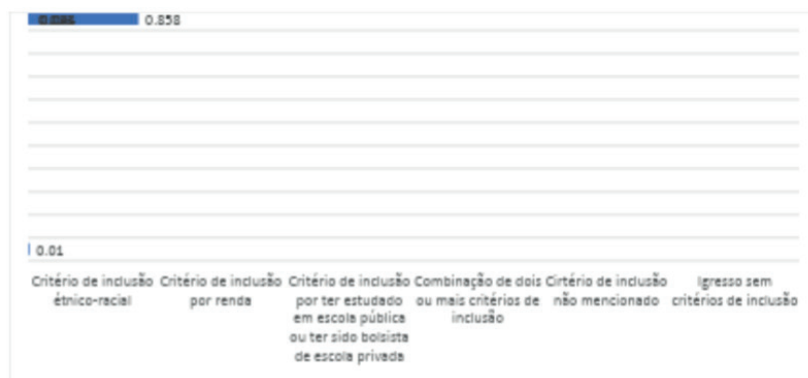 0.858
0.01
Critério de inclusão étnico-racial
Critério de inclusão por renda
Critério de inclusão por ter estudado em escola pública ou ter sido bolsista de escola privada
Combinação de dois ou mais critérios de inclusão
Cirtério de inclusão não mencionado
Igresso sem critérios de inclusão